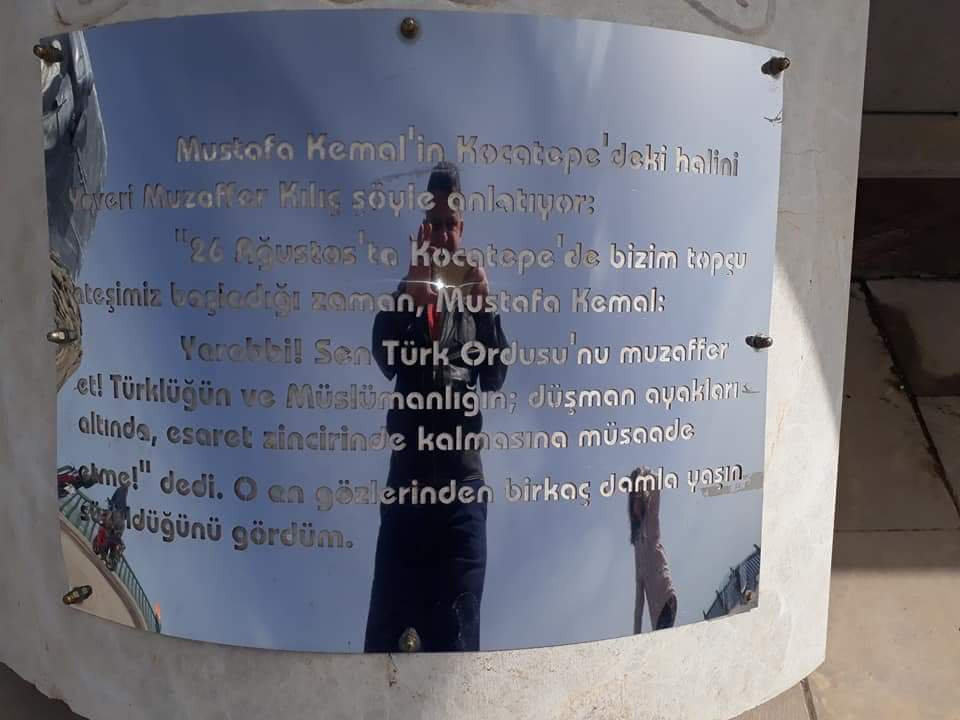 Mustafa Kemal'in Kocatepe'deki halini
yaveri Muzaffer Kılıç şöyle anlatıyor:
"26 Ağustos'ta Kocatepe'de bizim topçu
ateşimiz başladığı zaman, Mustafa Kemal:
Yarabbi! Sen Türk Ordusu'nu muzaffer
et! Türklüğün ve Müslümanlığın; düşman ayakları
altında, esaret zincirinde kalmasına müsaade
etme!" dedi. O an gözlerinden birkaç damla yaşın
süzüldüğünü gördüm.